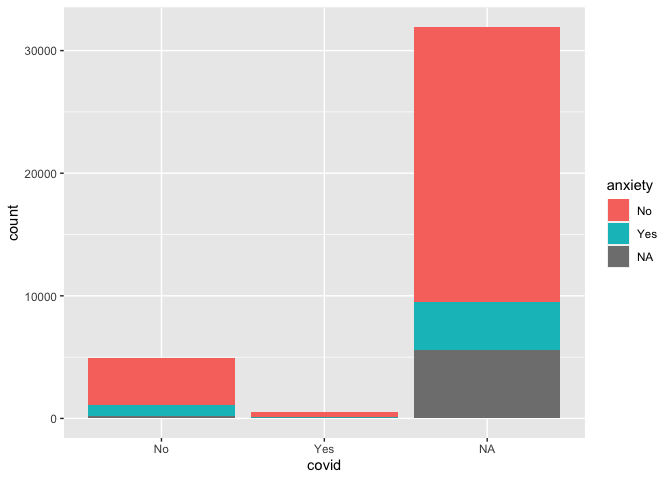 30000
20000
10000
0
count
No
Yes
NA
covid
anxiety
No
Yes
NA